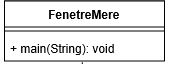 FenetreMere
+ main(String): void